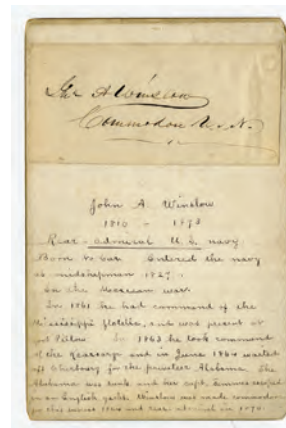 Jno A Winslow
Commodore U.S.N.
John A. Winslow
1810 - 1873
Rear-admiral U.S. navy
Born No Car. Entered the navy
as midshipman 1827.
In the Mexican war.
In 1861 he had command of the
Mississippi flotilla, and was present at
Fort Pillow. In 1863 he took command
of the Kearsarge and in June 1864 waited
off Cherbourg for the privateer Alabama. The
Alabama was sunk and her capt. Semmes escaped
in an English yacht. Winslow was made commodore
for this 1864 and rear admiral in 1870.